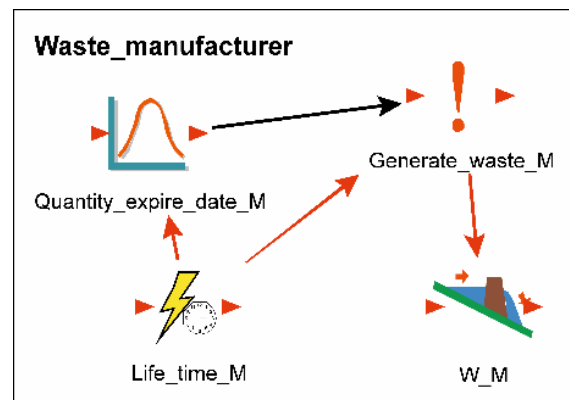 Waste_manufacturer
Generate_waste_M
Quantity_expire_date_M
Life_time_M
W_M